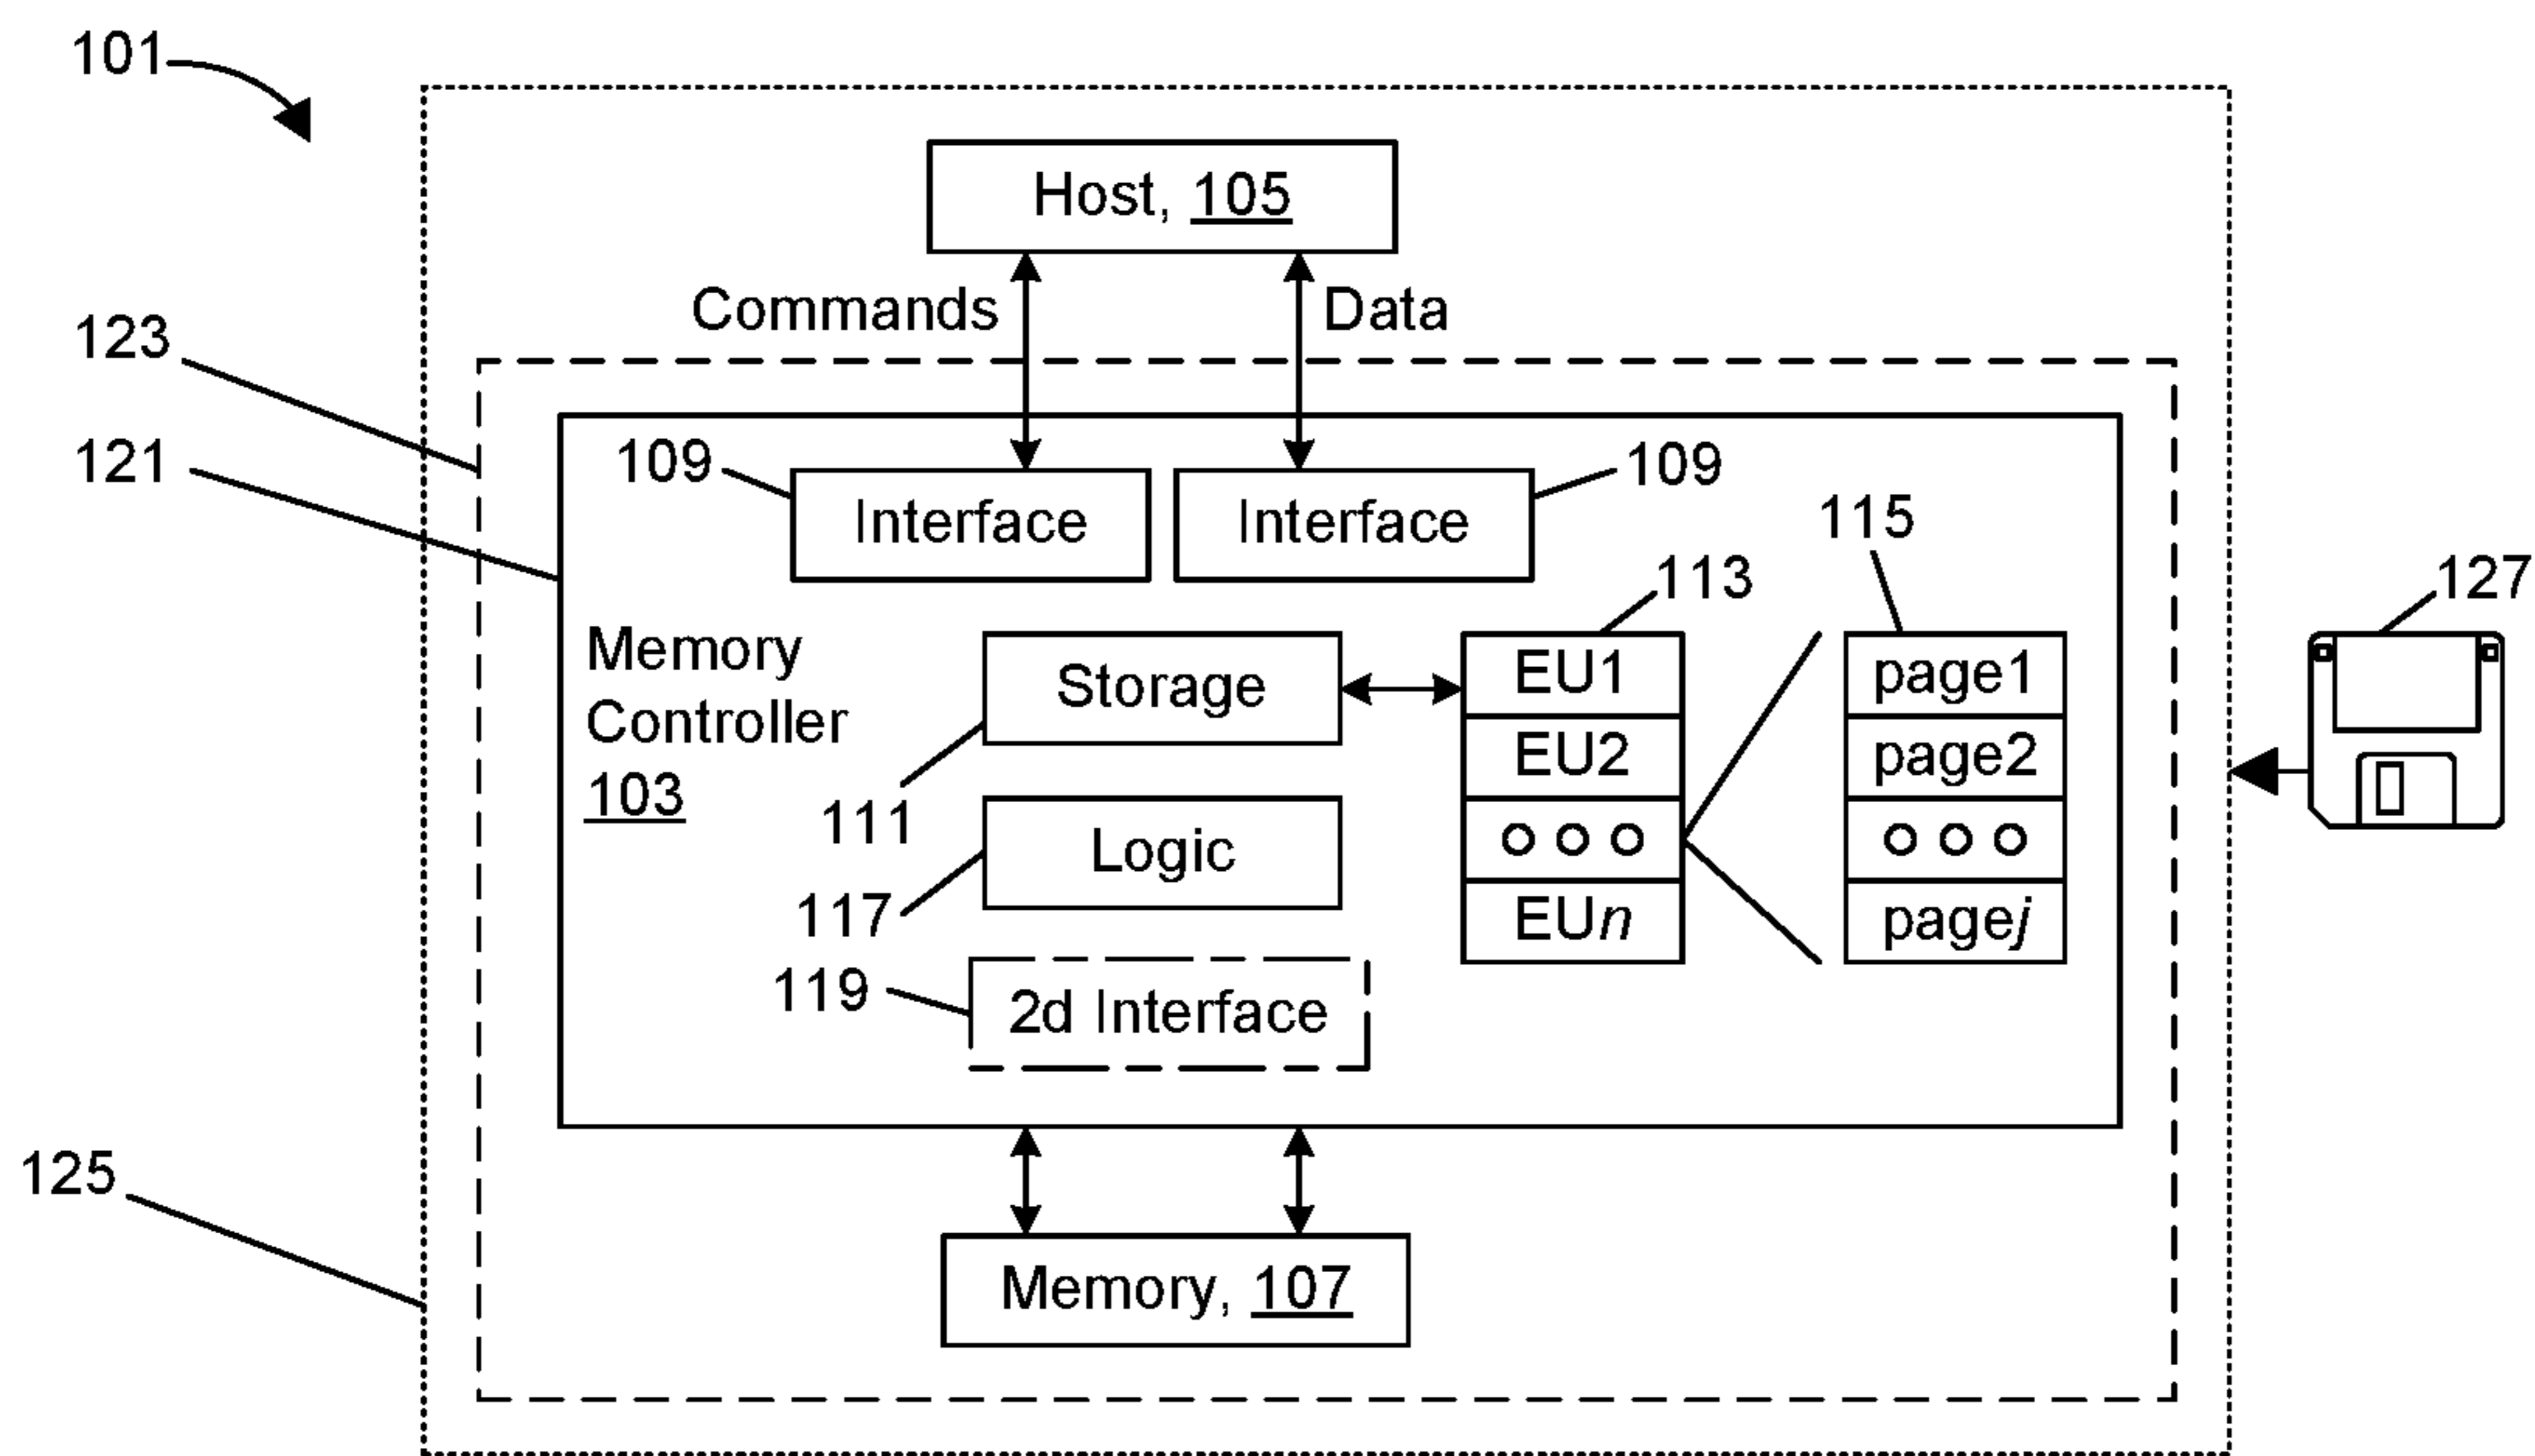 101
Host, 105
Commands
Data
123
121
109
109
Interface
Interface
115
113
127
Memory
Controller
103
Storage
EU1
page1
EU2
page2
111
Logic
117
EUn
pagej
119
2d Interface
125
Memory, 107